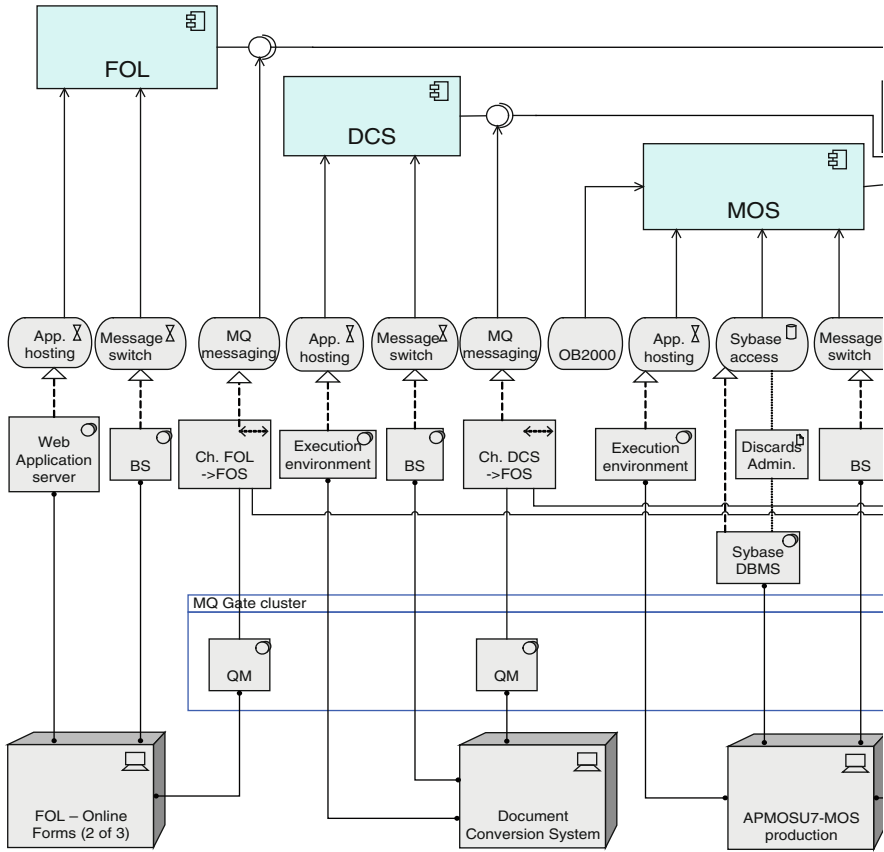 FOL
DCS
MOS
App.
hosting
Message
switch
MQ
messaging
App.
hosting
Message
switch
MQ
messaging
OB2000
App.
hosting
Sybase
access
Message
switch
Web
Application
server
BS
Ch. FOL
->FOS
Execution
environment
BS
Ch. DCS
->FOS
Execution
environment
Discards
Admin.
BS
Sybase
DBMS
MQ Gate cluster
QM
QM
FOL – Online
Forms (2 of 3)
Document
Conversion System
APMOSU7-MOS
production